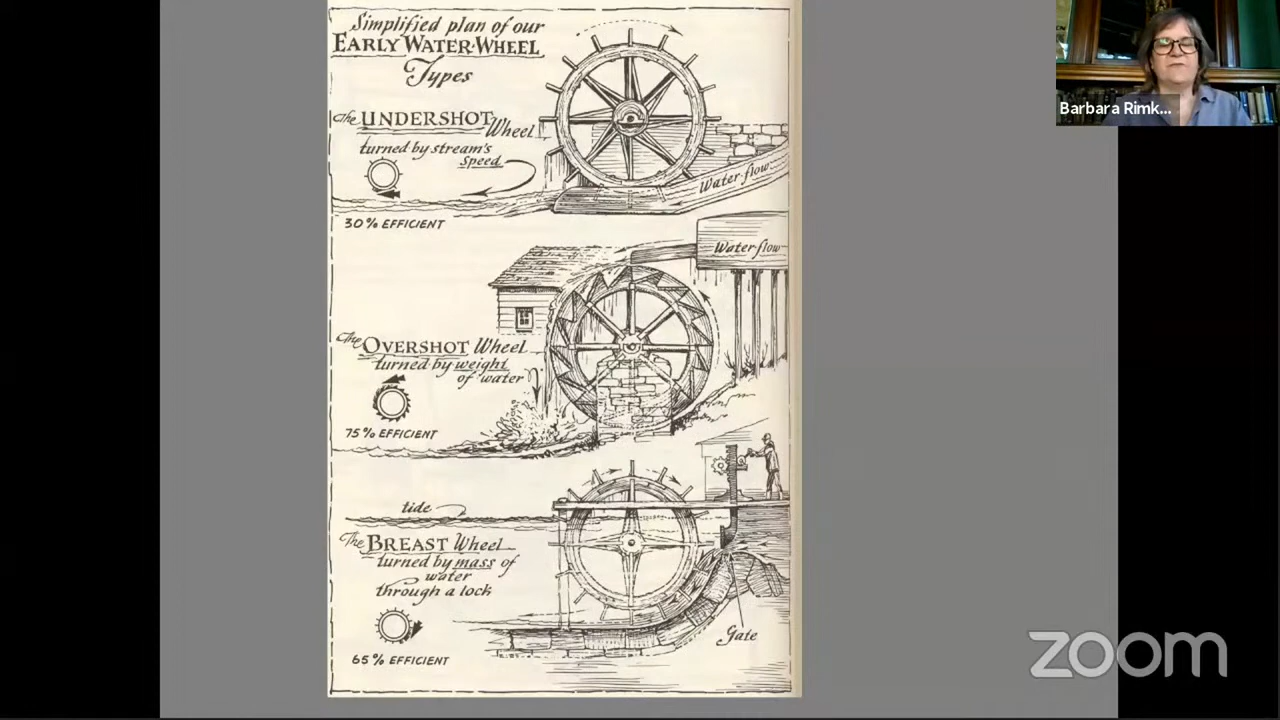 Simplified plan of our
EARLY WATER-WHEEL
Types
The UNDERSHOT Wheel
turned by stream's
speed
Water-flow
30% EFFICIENT
Water-flow
The OVERSHOT Wheel
turned by weight
of water
75% EFFICIENT
tide
The BREAST Wheel
turned by mass of
water
through a lock
Gate
65% EFFICIENT
Barbara Rimk...
zoom